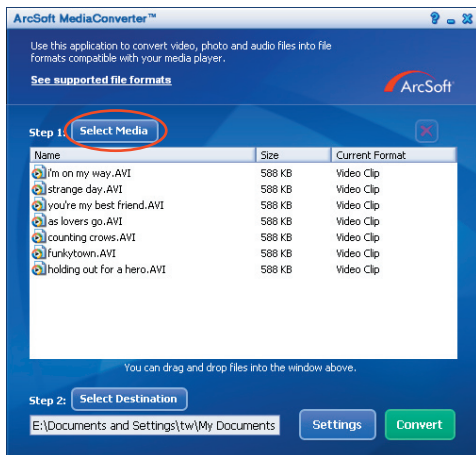 ArcSoft MediaConverter™
Use this application to convert video, photo and audio files into file
formats compatible with your media player.
See supported file formats
ArcSoft™
Step 1: Select Media
Name Size Current Format
i'm on my way.AVI 588 KB Video Clip
strange day.AVI 588 KB Video Clip
you're my best friend.AVI 588 KB Video Clip
as lovers go.AVI 588 KB Video Clip
counting crows.AVI 588 KB Video Clip
funkytown.AVI 588 KB Video Clip
holding out for a hero.AVI 588 KB Video Clip
You can drag and drop files into the window above.
Step 2: Select Destination
E:\Documents and Settings\tw\My Documents Settings Convert